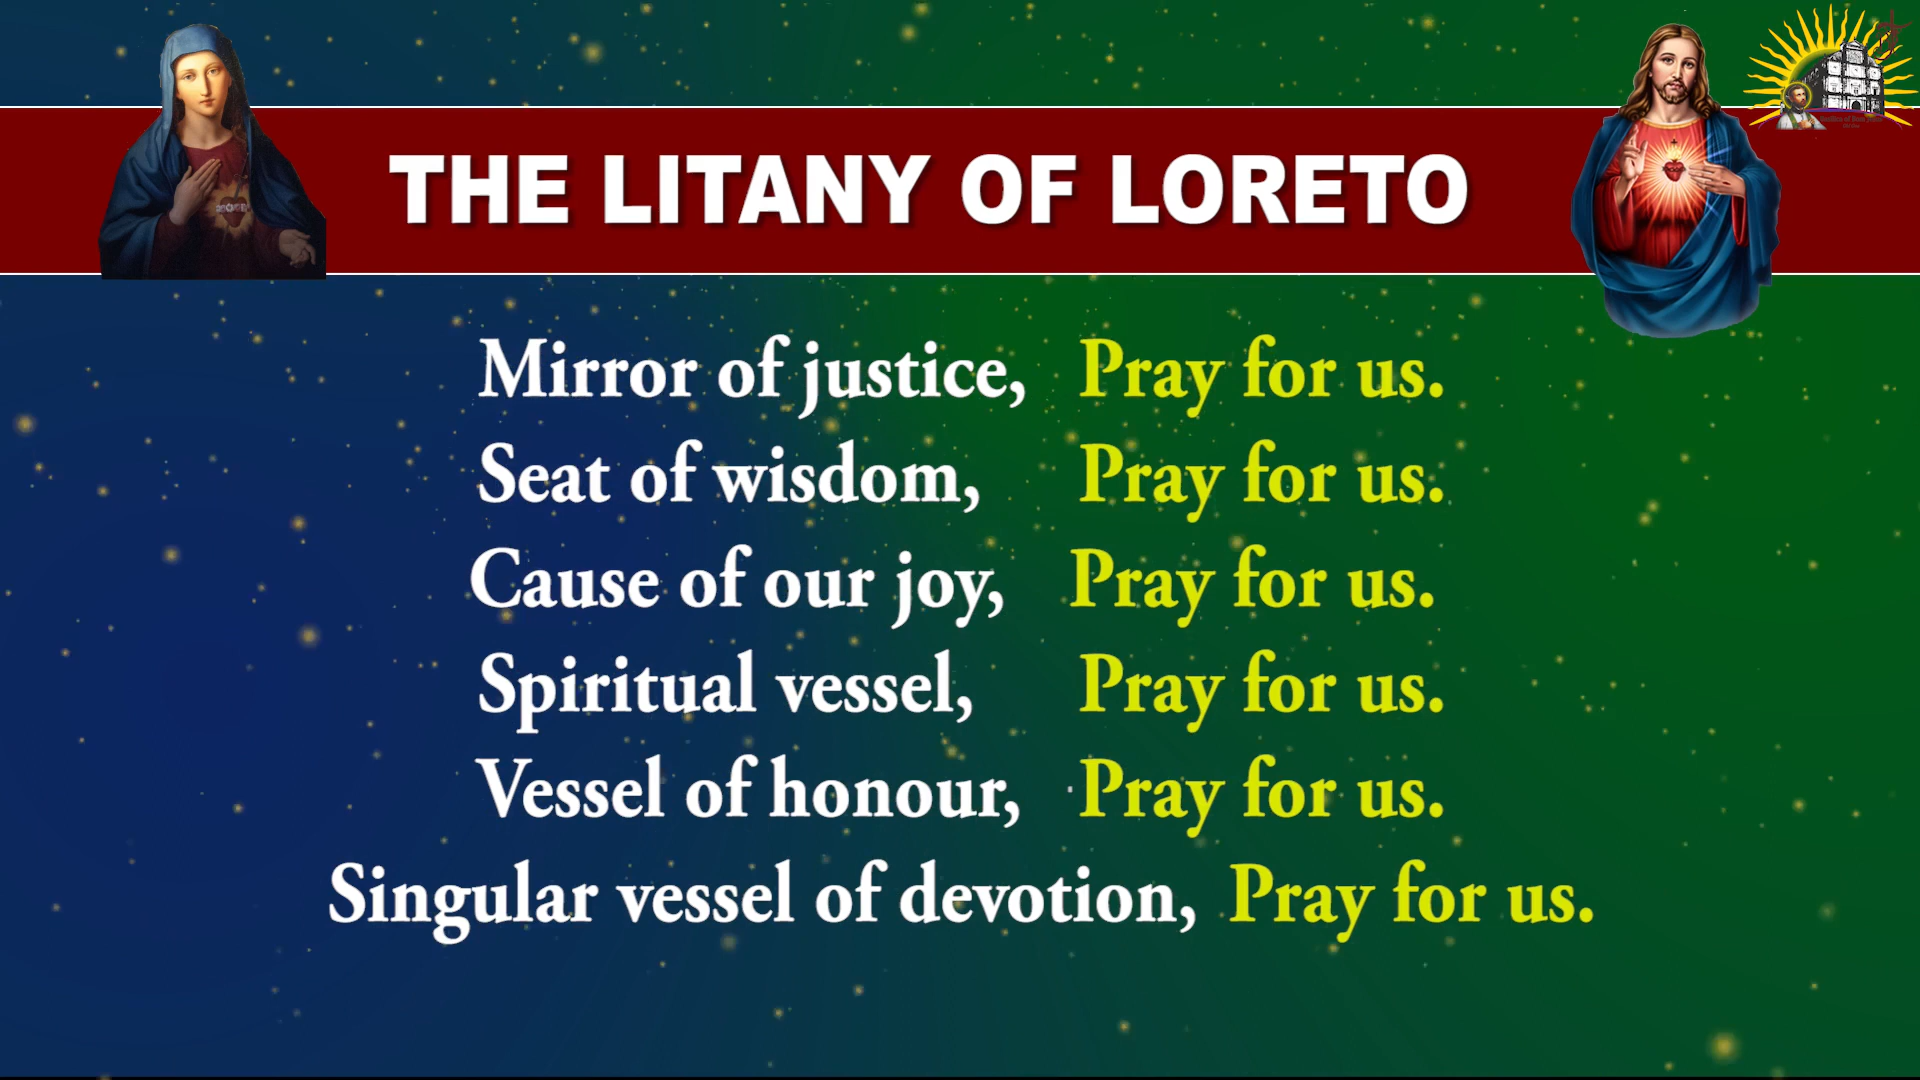 THE LITANY OF LORETO
Mirror of justice, Pray for us.
Seat of wisdom, Pray for us.
Cause of our joy, Pray for us.
Spiritual vessel, Pray for us.
Vessel of honour, Pray for us.
Singular vessel of devotion, Pray for us.